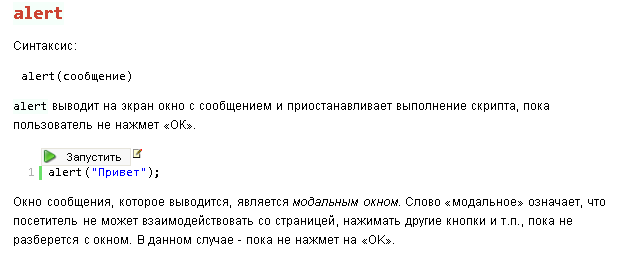 alert
Синтаксис:
alert(сообщение)
alert выводит на экран окно с сообщением и приостанавливает выполнение скрипта, пока
пользователь не нажмет «ОК».
Запустить
1 alert("Привет");
Окно сообщения, которое выводится, является модальным окном. Слово «модальное» означает, что
посетитель не может взаимодействовать со страницей, нажимать другие кнопки и т.п., пока не
разберется с окном. В данном случае - пока не нажмет на «ОК».